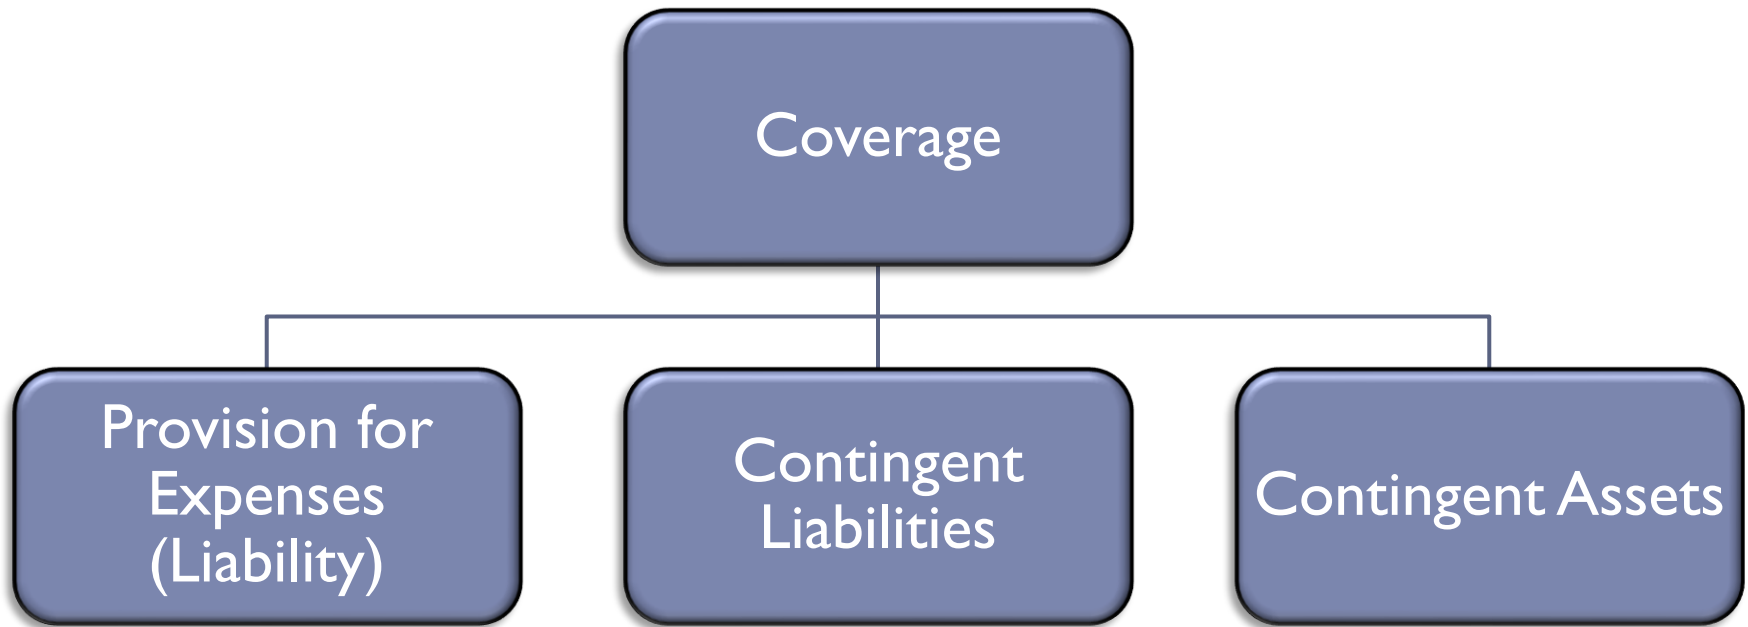 Coverage
Provision for
Expenses
(Liability)
Contingent
Liabilities
Contingent Assets